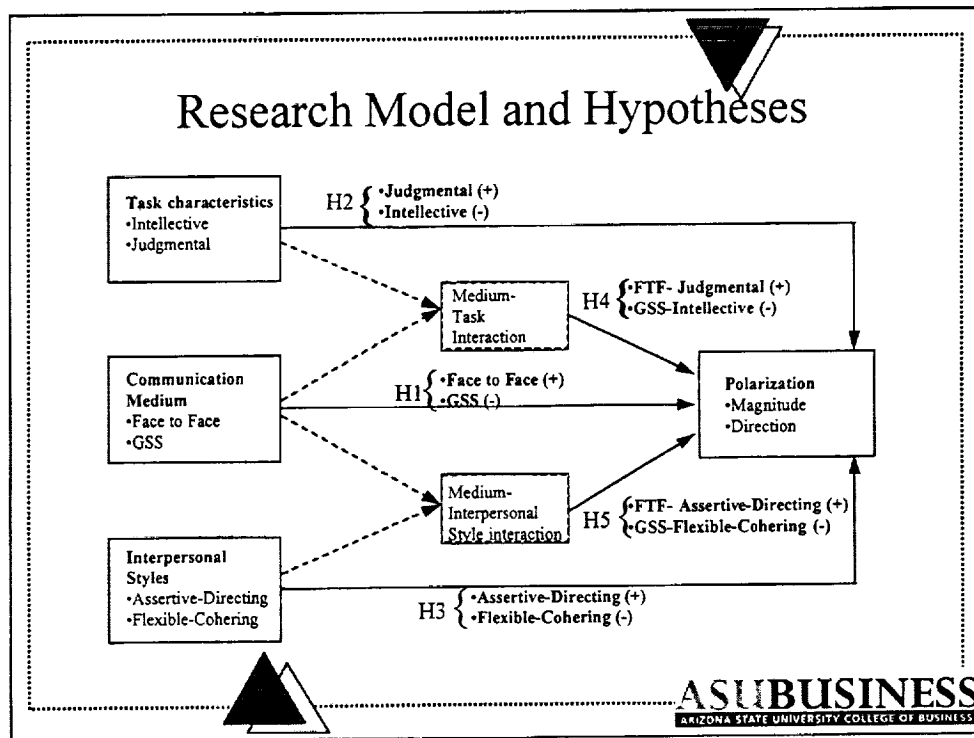 Research Model and Hypotheses
Task characteristics
•Intellective
•Judgmental
H2 {
•Judgmental (+)
•Intellective (-)
Medium-
Task
Interaction
H4 {
•FTF- Judgmental (+)
•GSS-Intellective (-)
Communication
Medium
•Face to Face
•GSS
H1 {
•Face to Face (+)
•GSS (-)
Polarization
•Magnitude
•Direction
Medium-
Interpersonal
Style interaction
H5 {
•FTF- Assertive-Directing (+)
•GSS-Flexible-Cohering (-)
Interpersonal
Styles
•Assertive-Directing
•Flexible-Cohering
H3 {
•Assertive-Directing (+)
•Flexible-Cohering (-)
ASUBUSINESS
ARIZONA STATE UNIVERSITY COLLEGE OF BUSINESS